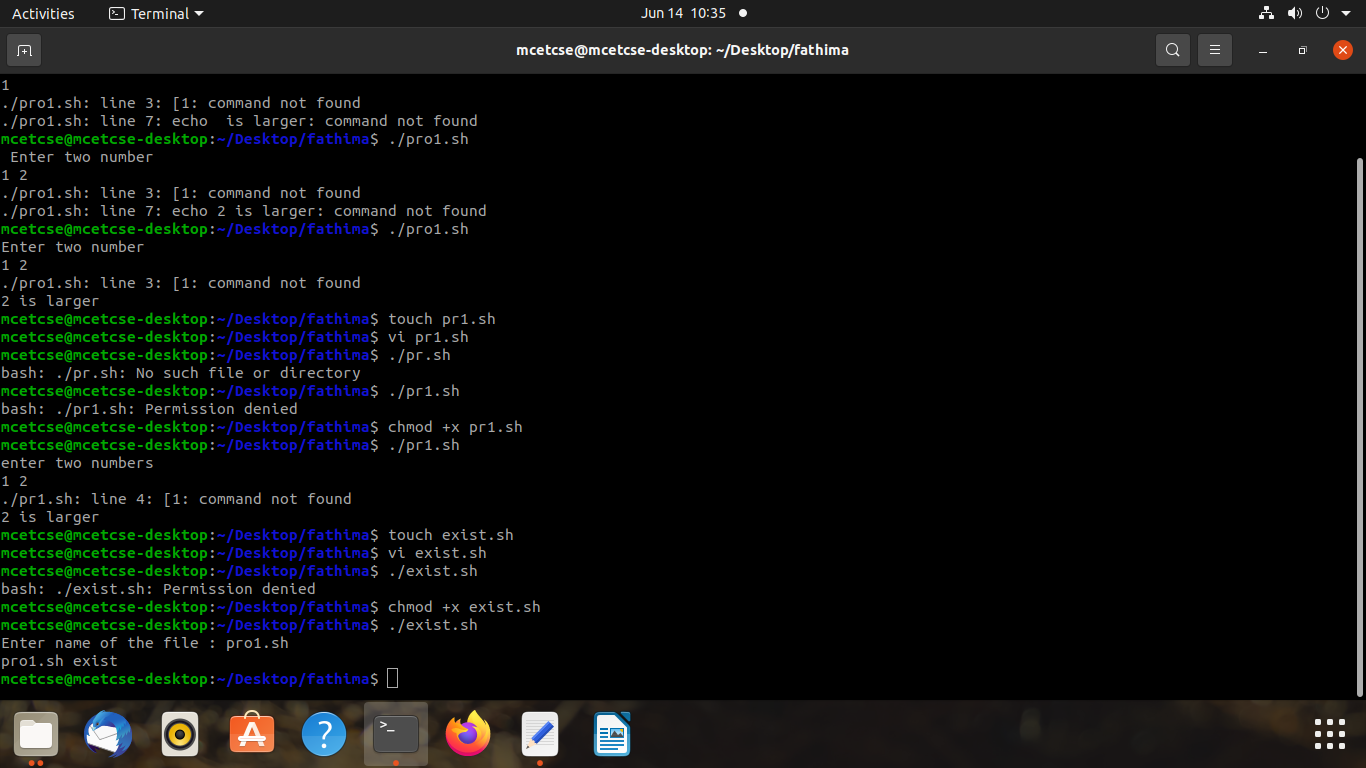 Activities
Terminal
Jun 14 10:35
mcetcse@mcetcse-desktop: ~/Desktop/fathima
1
./pro1.sh: line 3: [1: command not found
./pro1.sh: line 7: echo  is larger: command not found
mcetcse@mcetcse-desktop:~/Desktop/fathima$ ./pro1.sh
 Enter two number
1 2
./pro1.sh: line 3: [1: command not found
./pro1.sh: line 7: echo 2 is larger: command not found
mcetcse@mcetcse-desktop:~/Desktop/fathima$ ./pro1.sh
Enter two number
1 2
./pro1.sh: line 3: [1: command not found
2 is larger
mcetcse@mcetcse-desktop:~/Desktop/fathima$ touch pr1.sh
mcetcse@mcetcse-desktop:~/Desktop/fathima$ vi pr1.sh
mcetcse@mcetcse-desktop:~/Desktop/fathima$ ./pr.sh
bash: ./pr.sh: No such file or directory
mcetcse@mcetcse-desktop:~/Desktop/fathima$ ./pr1.sh
bash: ./pr1.sh: Permission denied
mcetcse@mcetcse-desktop:~/Desktop/fathima$ chmod +x pr1.sh
mcetcse@mcetcse-desktop:~/Desktop/fathima$ ./pr1.sh
enter two numbers
1 2
./pr1.sh: line 4: [1: command not found
2 is larger
mcetcse@mcetcse-desktop:~/Desktop/fathima$ touch exist.sh
mcetcse@mcetcse-desktop:~/Desktop/fathima$ vi exist.sh
mcetcse@mcetcse-desktop:~/Desktop/fathima$ ./exist.sh
bash: ./exist.sh: Permission denied
mcetcse@mcetcse-desktop:~/Desktop/fathima$ chmod +x exist.sh
mcetcse@mcetcse-desktop:~/Desktop/fathima$ ./exist.sh
Enter name of the file : pro1.sh
pro1.sh exist
mcetcse@mcetcse-desktop:~/Desktop/fathima$